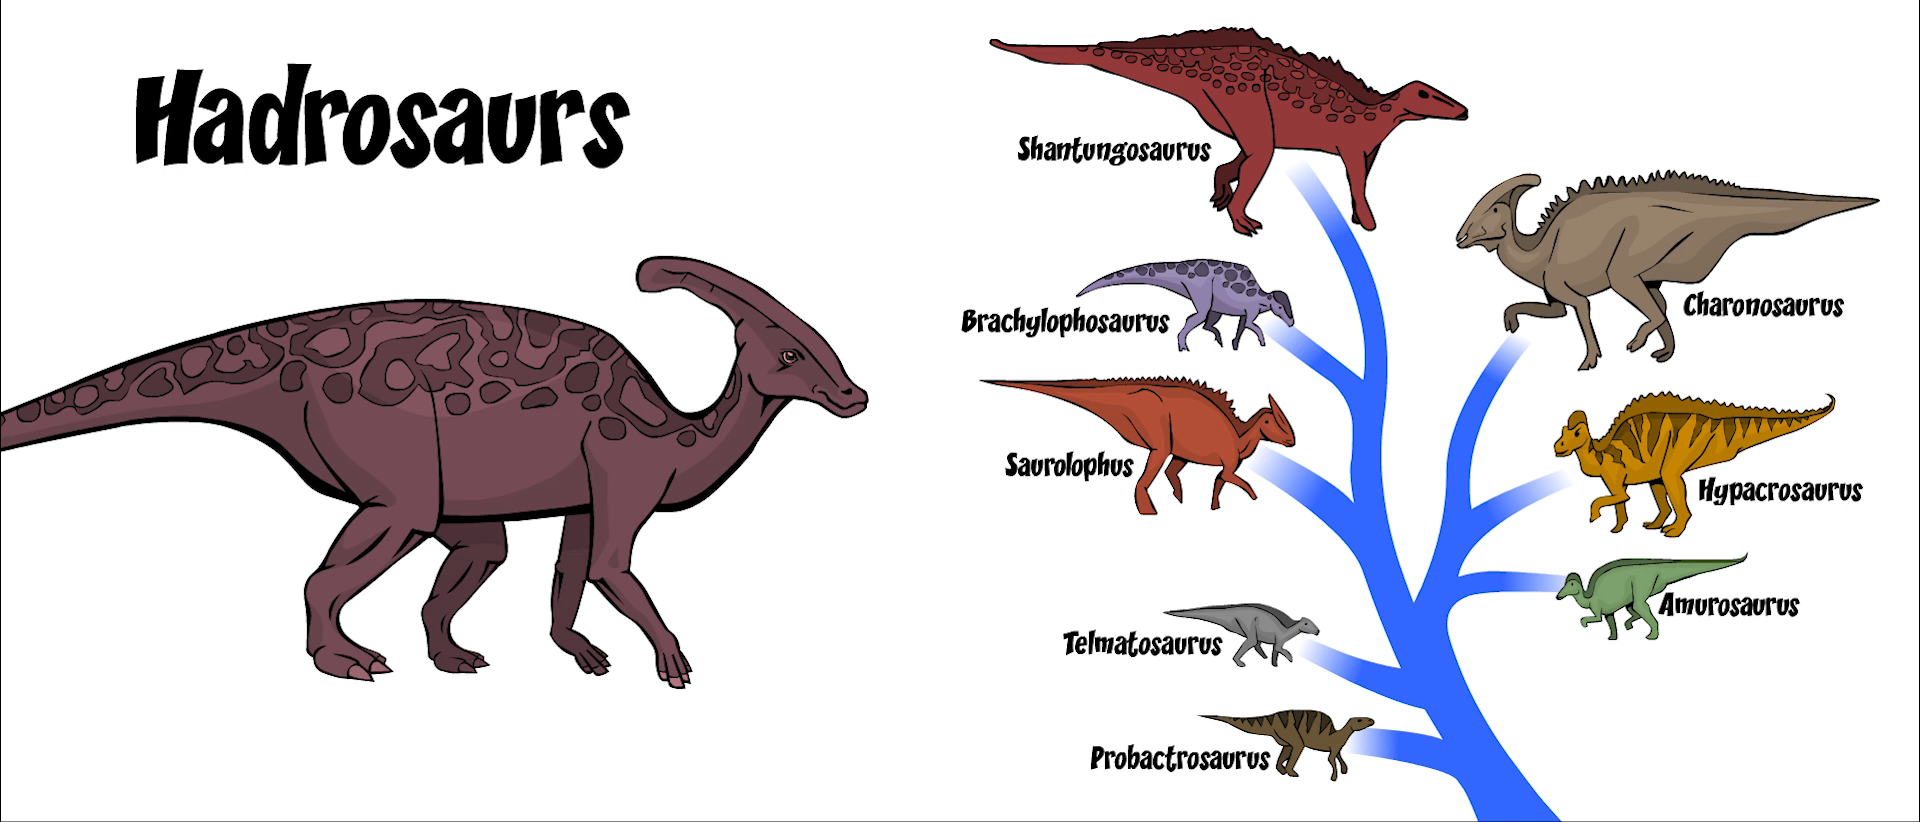 Hadrosaurs
Shantungosaurus
Charonosaurus
Brachylophosaurus
Saurolophus
Hypacrosaurus
Amurosaurus
Telmatosaurus
Probactrosaurus